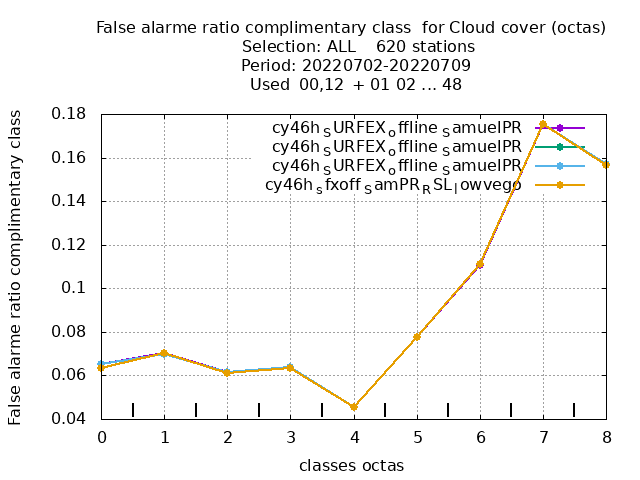 False alarme ratio complimentary class  for Cloud cover (octas)
Selection: ALL    620 stations
Period: 20220702-20220709
Used  00,12  + 01 02 ... 48
cy46h_SURFEX_offline_SamuelPR
cy46h_SURFEX_offline_SamuelPR
cy46h_SURFEX_offline_SamuelPR
cy46h_sfxoff_SamPR_RSL_lowvego
False alarme ratio complimentary class
0.18
0.16
0.14
0.12
0.1
0.08
0.06
0.04
0 1 2 3 4 5 6 7 8
classes octas